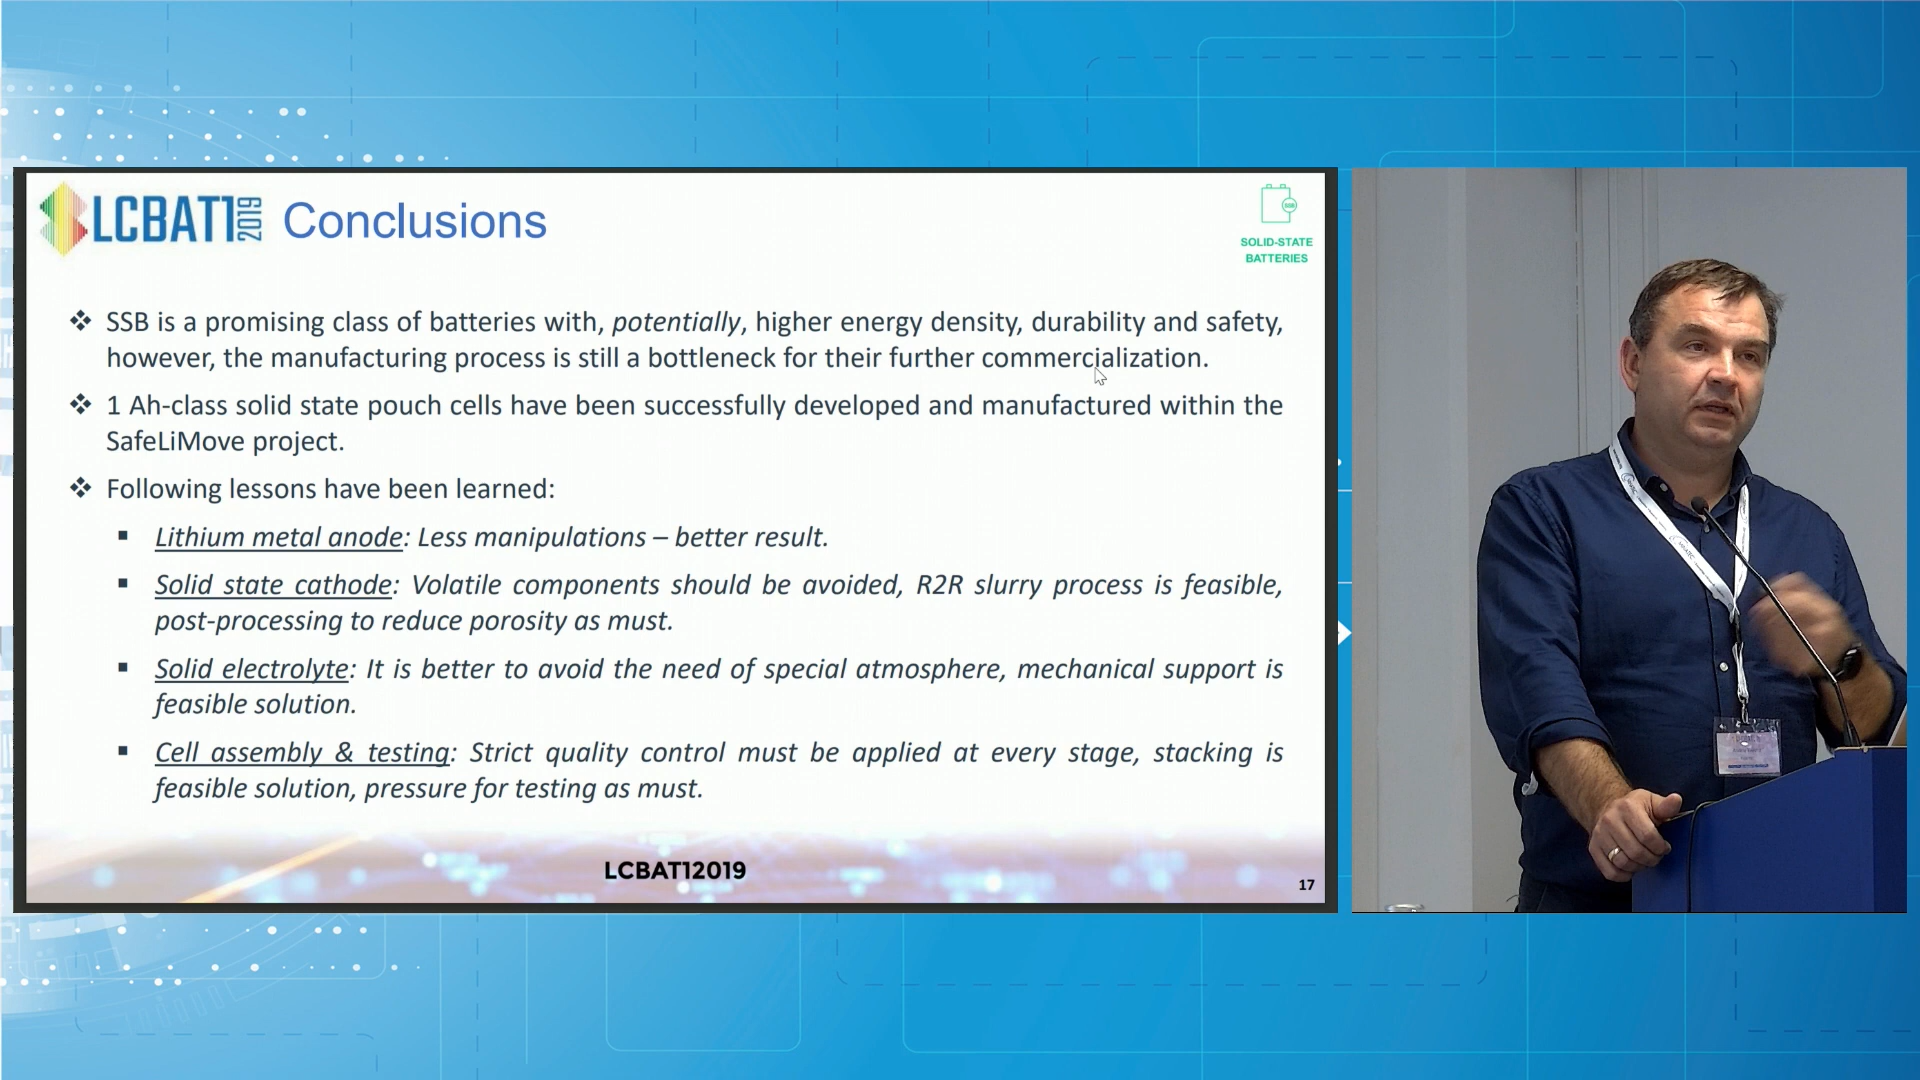 LCBAT1 2019
Conclusions
SSB
SOLID-STATE
BATTERIES
❖ SSB is a promising class of batteries with, potentially, higher energy density, durability and safety,
however, the manufacturing process is still a bottleneck for their further commercialization.
❖ 1 Ah-class solid state pouch cells have been successfully developed and manufactured within the
SafeLiMove project.
❖ Following lessons have been learned:
▪ Lithium metal anode: Less manipulations – better result.
▪ Solid state cathode: Volatile components should be avoided, R2R slurry process is feasible,
post-processing to reduce porosity as must.
▪ Solid electrolyte: It is better to avoid the need of special atmosphere, mechanical support is
feasible solution.
▪ Cell assembly & testing: Strict quality control must be applied at every stage, stacking is
feasible solution, pressure for testing as must.
LCBAT12019
17